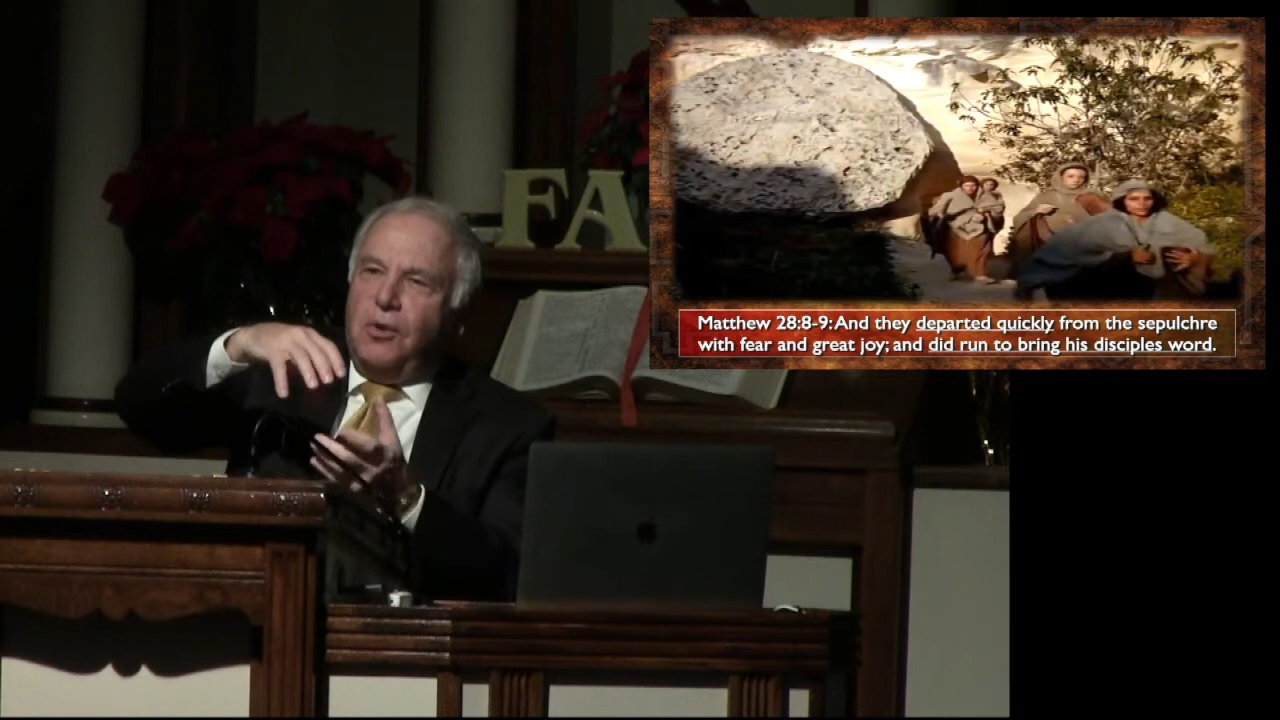 FA
Matthew 28:8-9: And they departed quickly from the sepulchre
with fear and great joy; and did run to bring his disciples word.